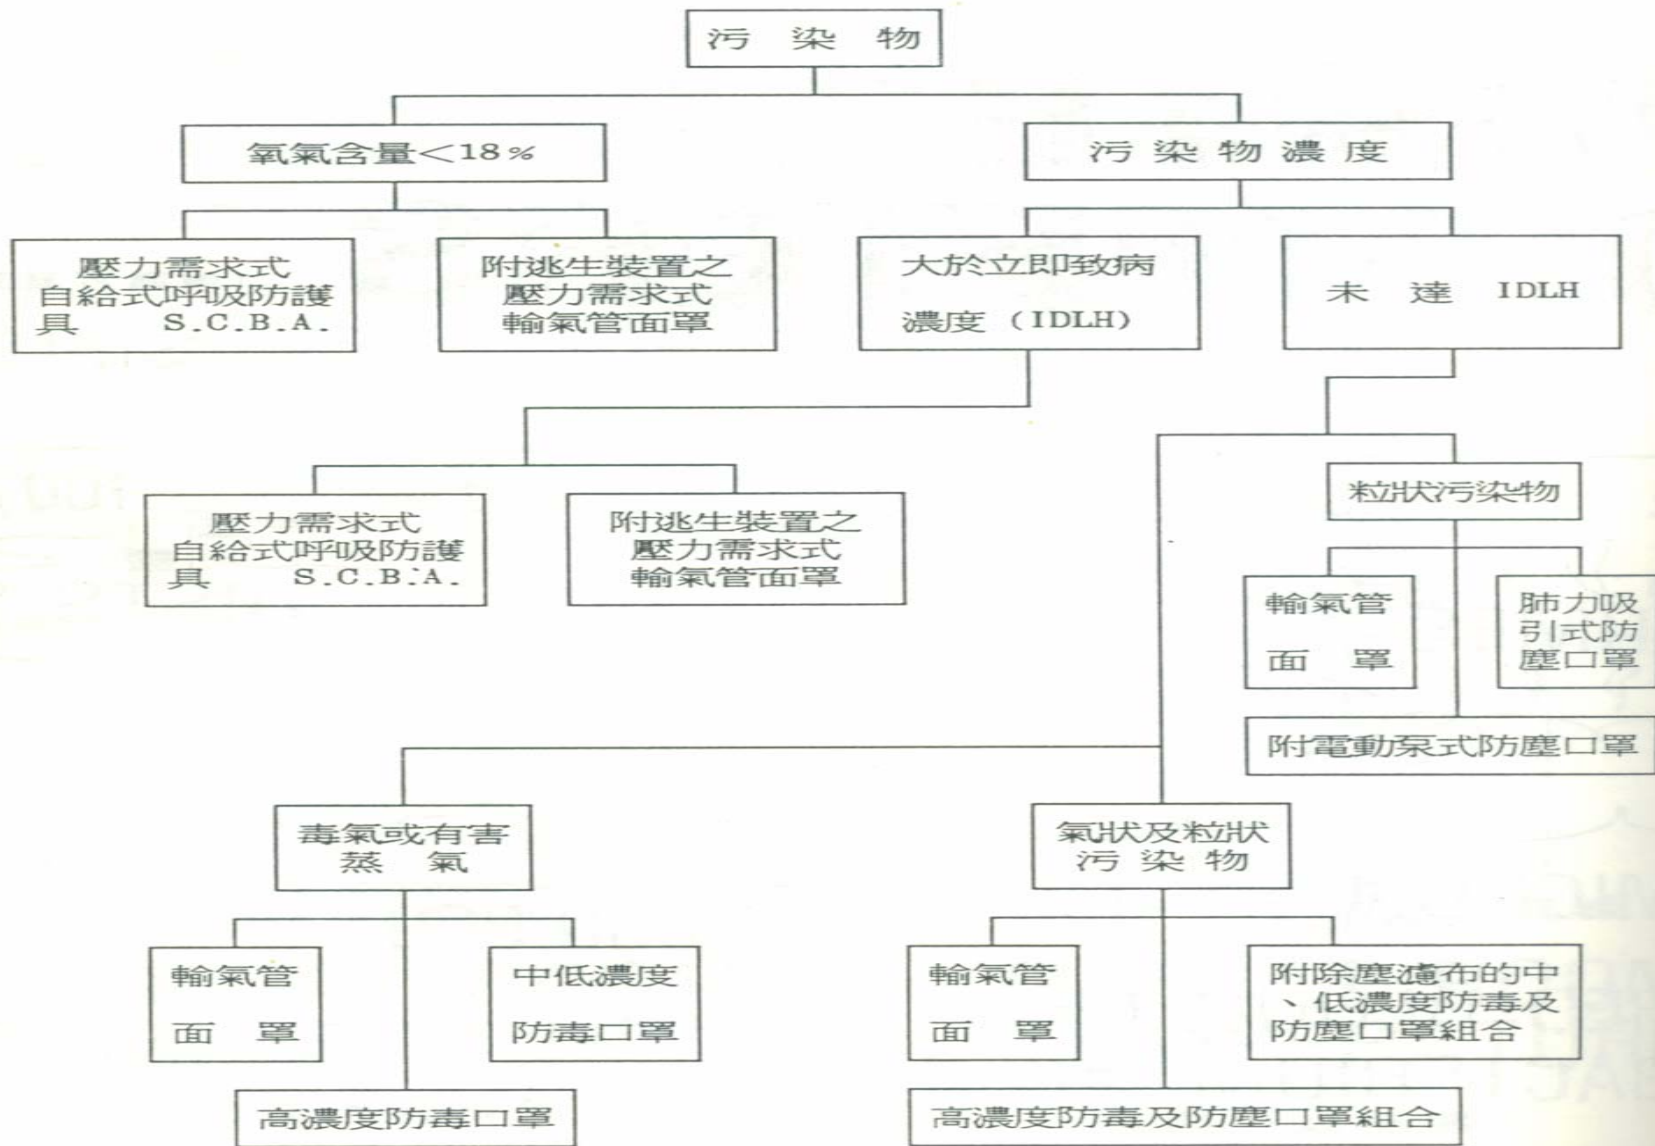 污 染 物
氧氣含量＜18%
污 染 物 濃 度
壓力需求式
自給式呼吸防護
具 S.C.B.A.
附逃生裝置之
壓力需求式
輸氣管面罩
大於立即致病
濃度 (IDLH)
未 達 IDLH
壓力需求式
自給式呼吸防護
具 S.C.B.A.
附逃生裝置之
壓力需求式
輸氣管面罩
粒狀污染物
輸氣管
面 罩
肺力吸
引式防
塵口罩
附電動泵式防塵口罩
毒氣或有害
蒸 氣
氣狀及粒狀
污 染 物
輸氣管
面 罩
中低濃度
防毒口罩
高濃度防毒口罩
輸氣管
面 罩
附除塵濾布的中
、低濃度防毒及
防塵口罩組合
高濃度防毒及防塵口罩組合